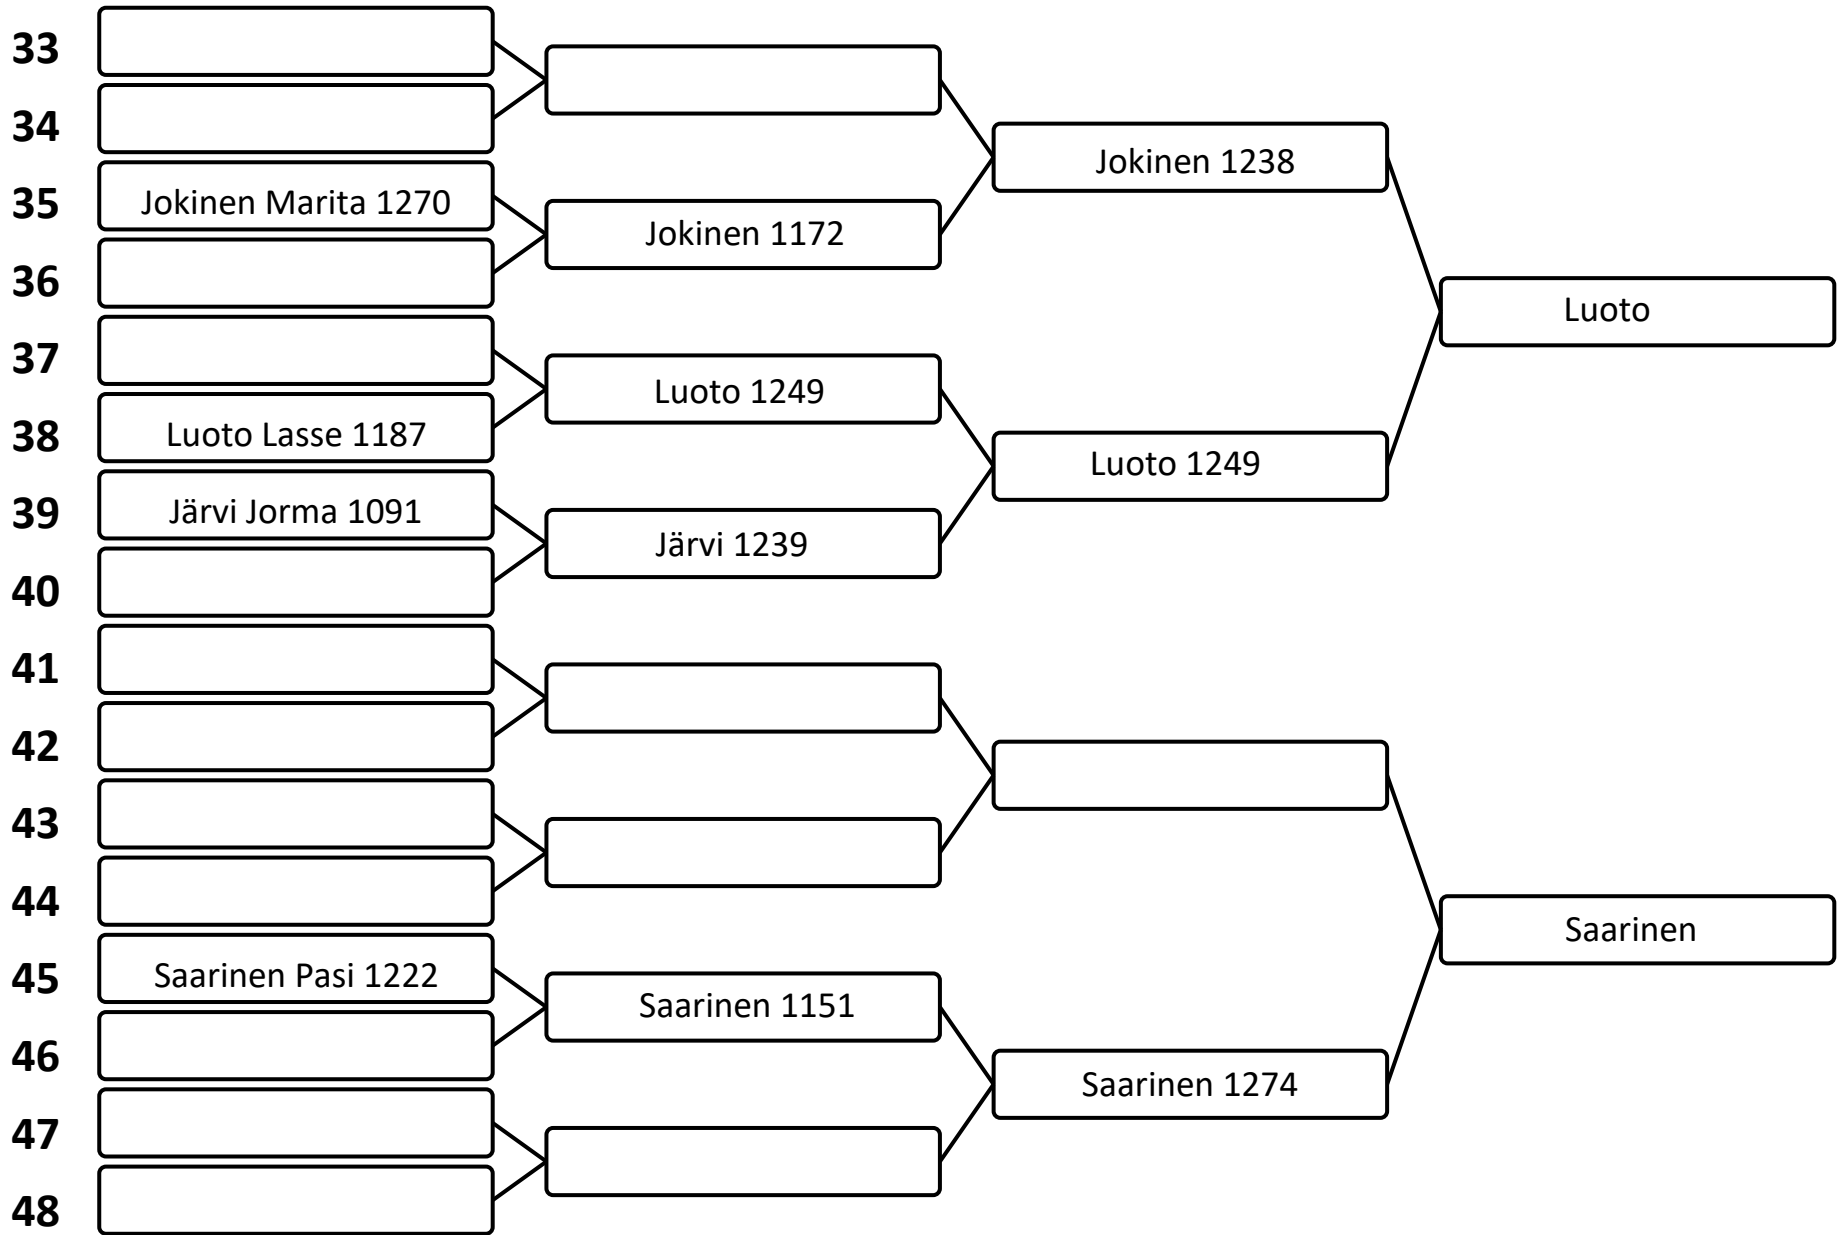 33
34
Jokinen 1238
35 Jokinen Marita 1270
Jokinen 1172
36
Luoto
37
Luoto 1249
38 Luoto Lasse 1187
Luoto 1249
39 Järvi Jorma 1091
Järvi 1239
40
41
42
43
44
Saarinen
45 Saarinen Pasi 1222
Saarinen 1151
46
Saarinen 1274
47
48